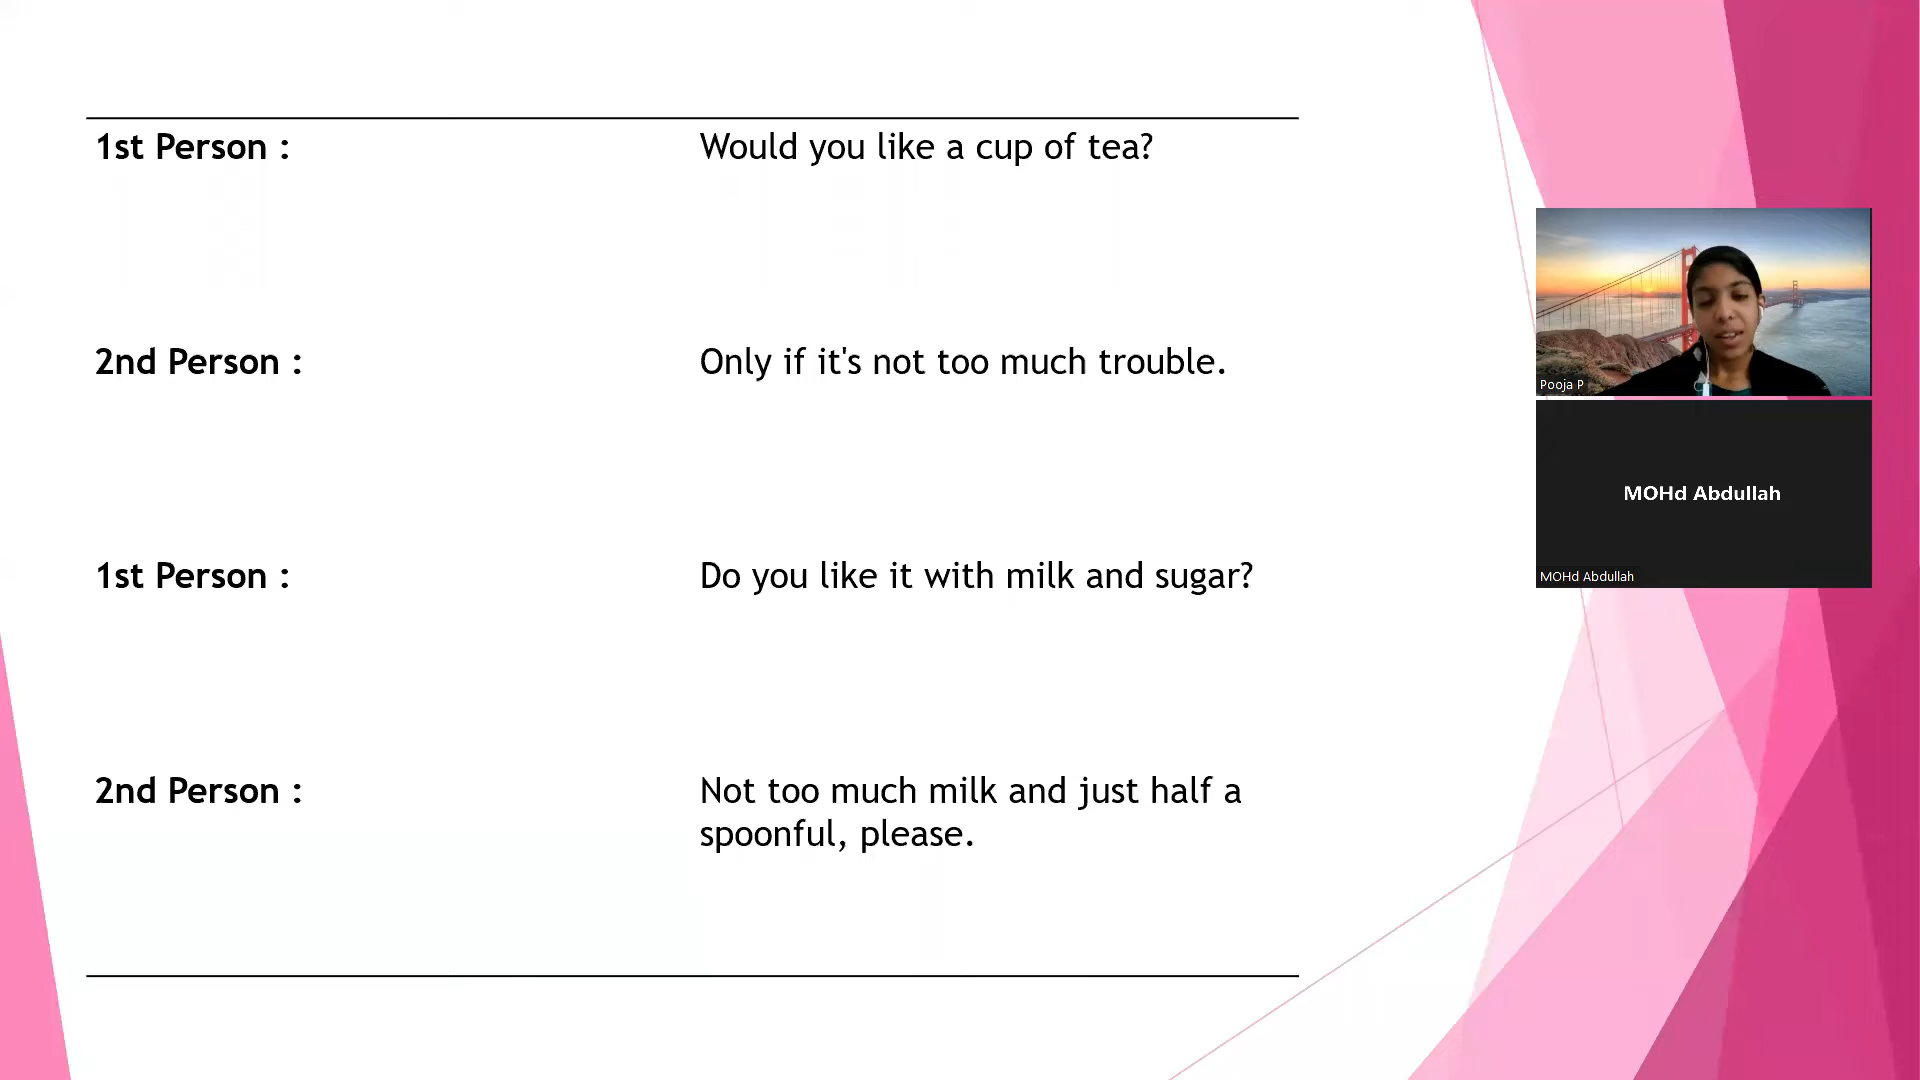 1st Person :
Would you like a cup of tea?
2nd Person :
Only if it's not too much trouble.
1st Person :
Do you like it with milk and sugar?
2nd Person :
Not too much milk and just half a
spoonful, please.
Pooja P
MOHd Abdullah
MOHd Abdullah